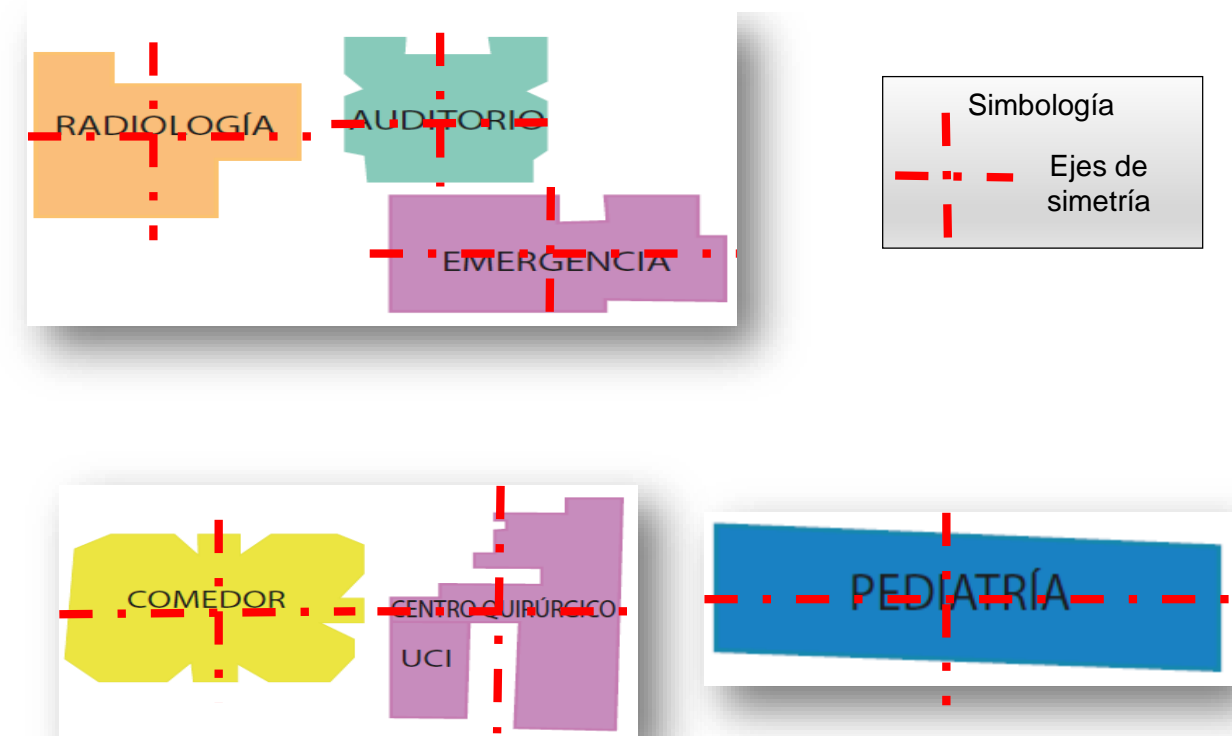 RADIOLOGÍA
AUDITORIO
EMERGENCIA
Simbología
Ejes de
simetría
COMEDOR
CENTRO QUIRÚRGICO
UCI
PEDIATRÍA